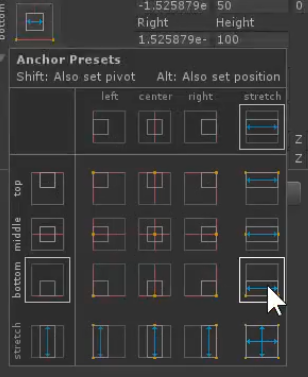 bottom
-1.525879e 50 0
Right Height
1.525879e- 100
Anchor Presets
Shift: Also set pivot Alt: Also set position
left center right stretch
Z
Z
top
middle
bottom
stretch